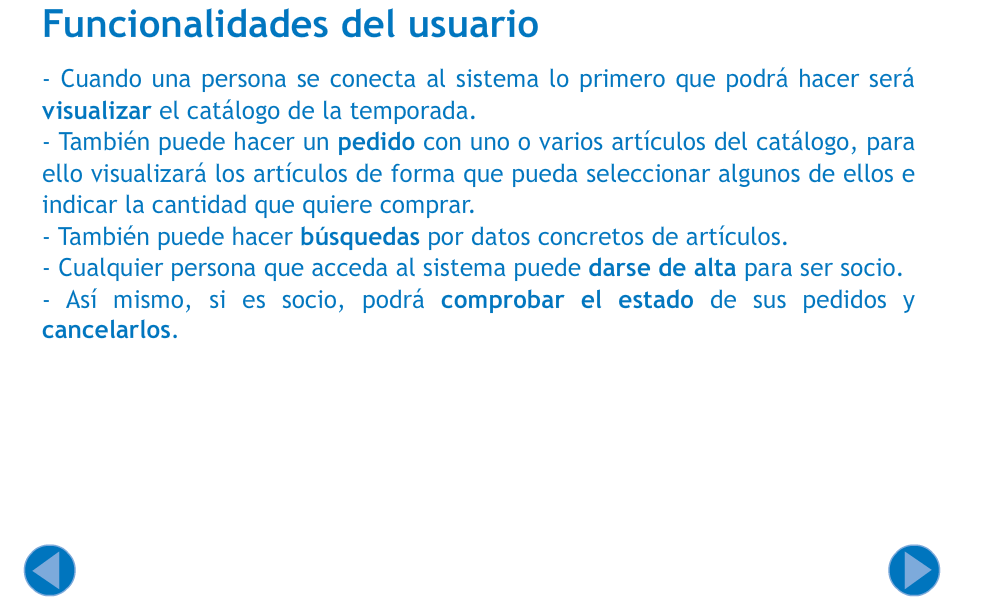 Funcionalidades del usuario
- Cuando una persona se conecta al sistema lo primero que podrá hacer será
visualizar el catálogo de la temporada.
- También puede hacer un pedido con uno o varios artículos del catálogo, para
ello visualizará los artículos de forma que pueda seleccionar algunos de ellos e
indicar la cantidad que quiere comprar.
- También puede hacer búsquedas por datos concretos de artículos.
- Cualquier persona que acceda al sistema puede darse de alta para ser socio.
- Así mismo, si es socio, podrá comprobar el estado de sus pedidos y
cancelarlos.